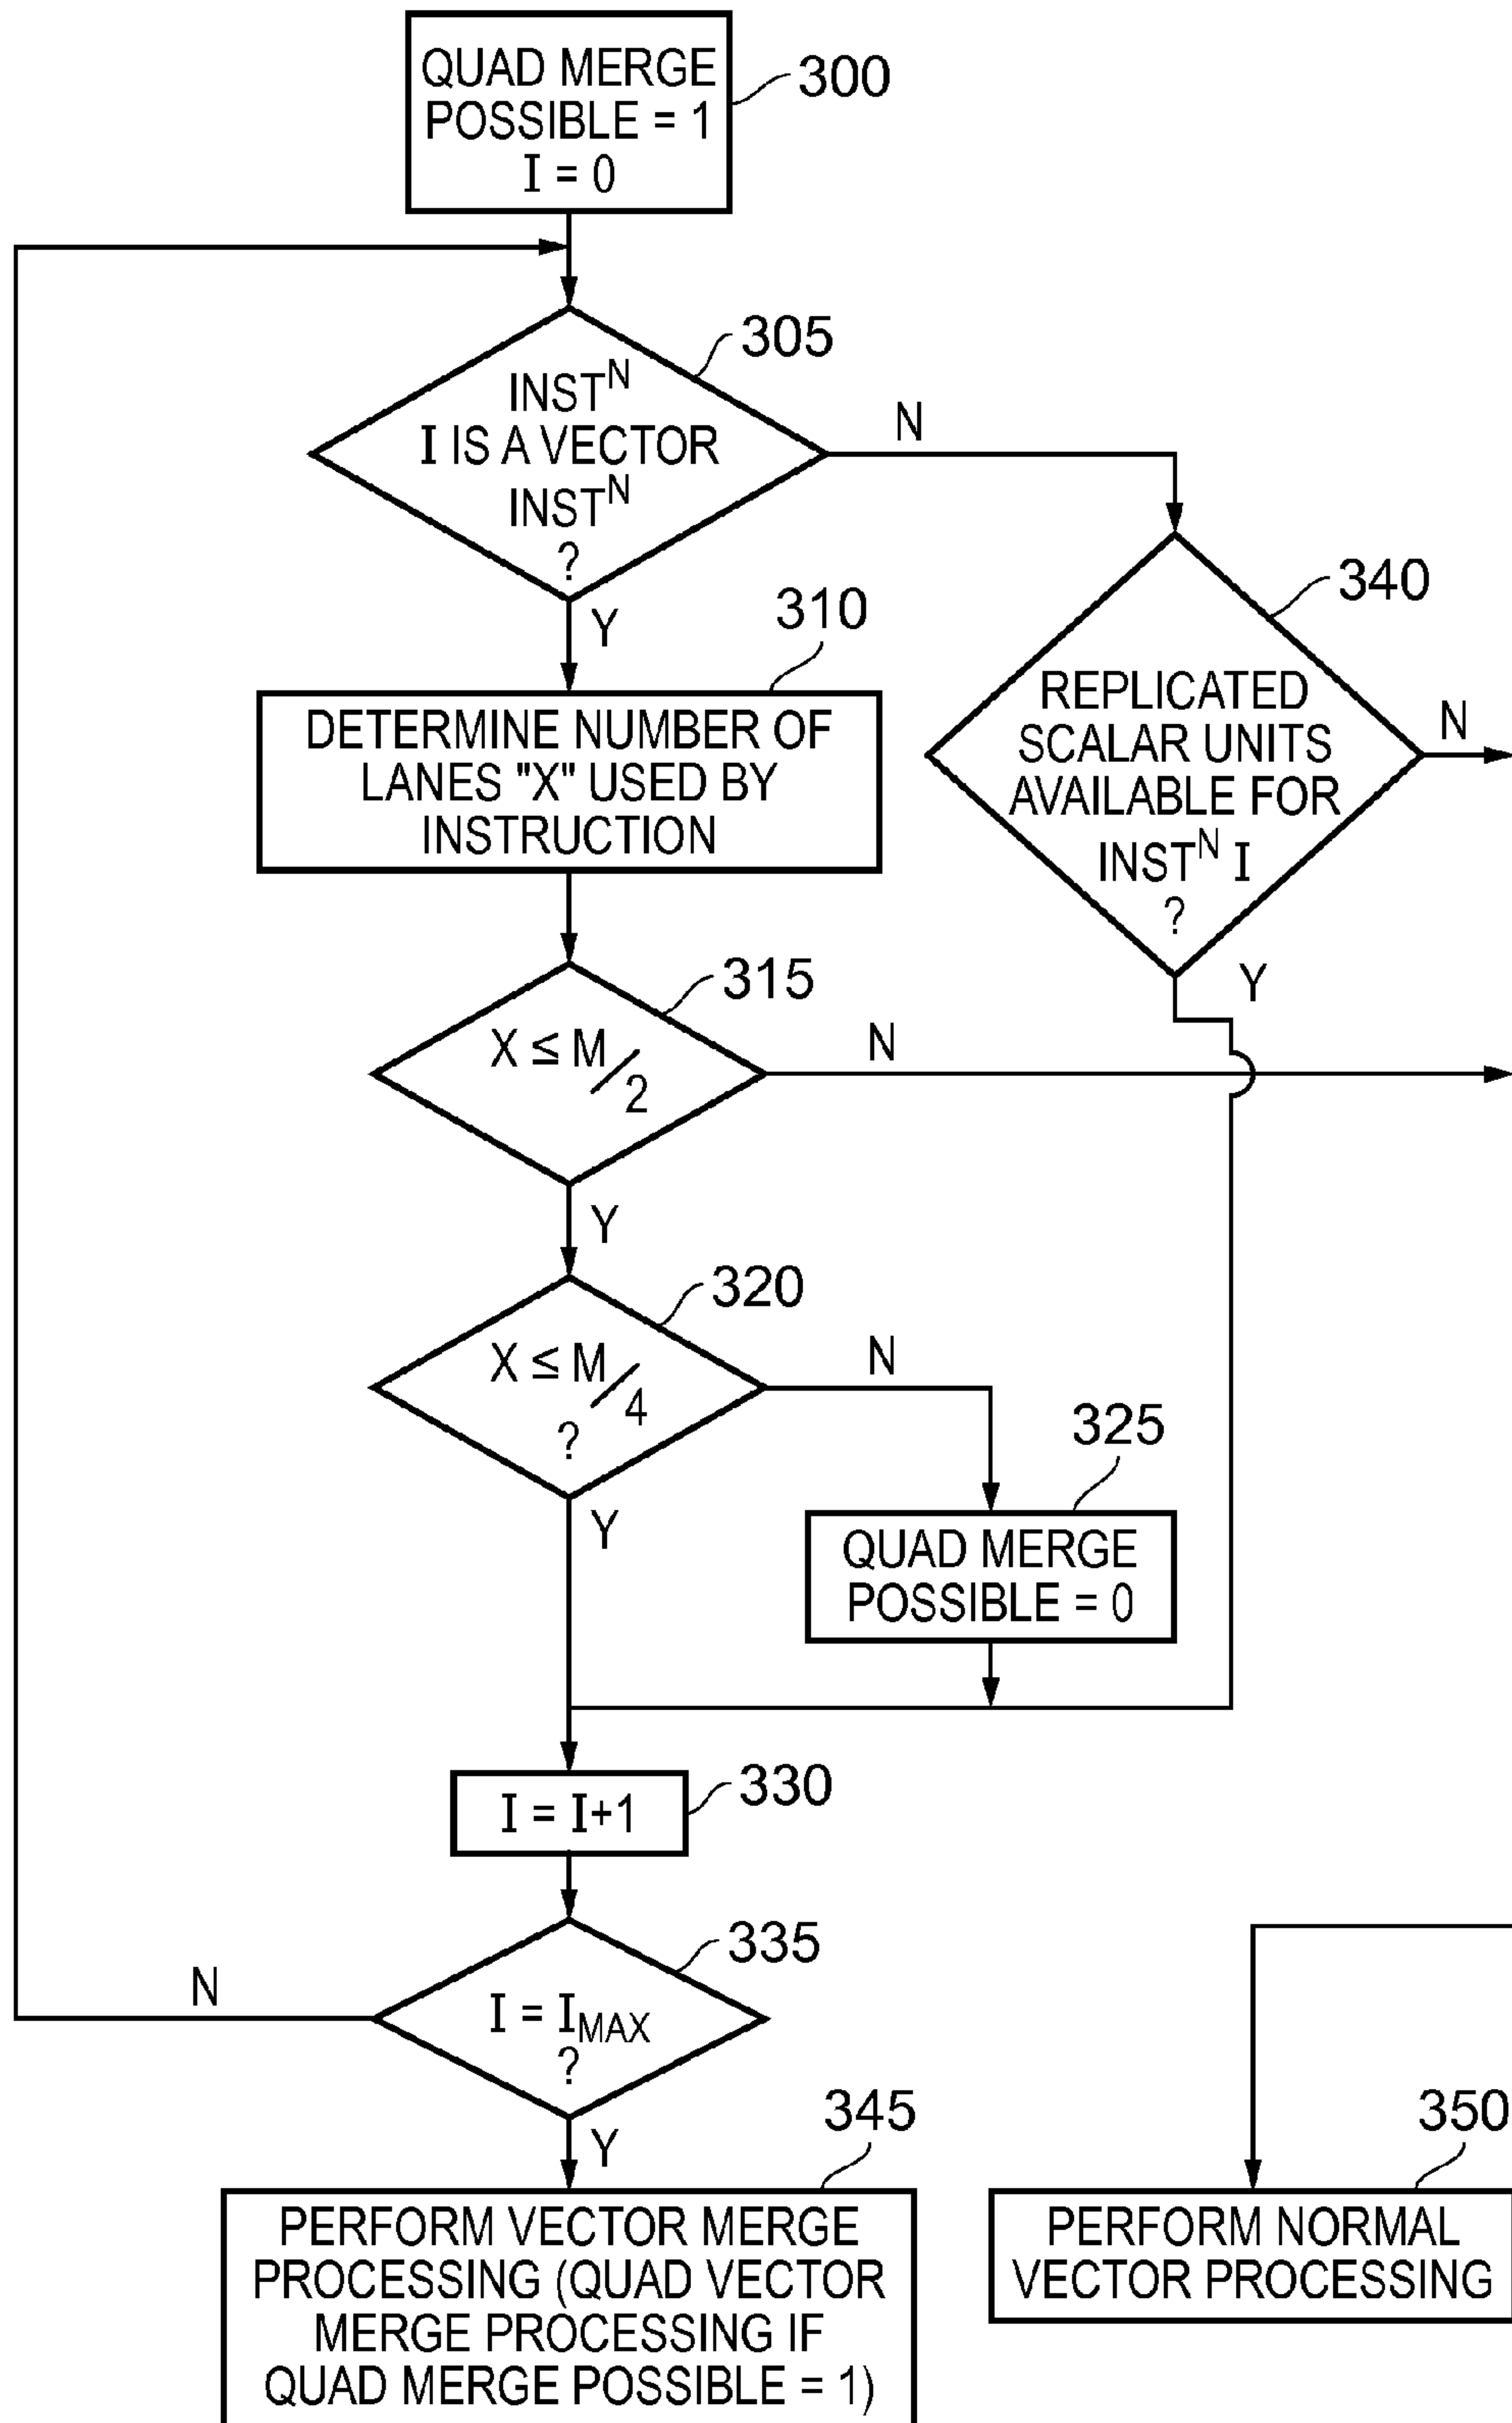 QUAD MERGE
POSSIBLE = 1
I = 0
300
305
INST^N
I IS A VECTOR
INST^N
?
N
Y
310
DETERMINE NUMBER OF
LANES "X" USED BY
INSTRUCTION
340
REPLICATED
SCALAR UNITS
AVAILABLE FOR
INST^N I
?
N
Y
315
X ≤ M/2
N
Y
320
X ≤ M/4
?
N
Y
325
QUAD MERGE
POSSIBLE = 0
330
I = I+1
335
I = I_MAX
?
N
Y
345
PERFORM VECTOR MERGE
PROCESSING (QUAD VECTOR
MERGE PROCESSING IF
QUAD MERGE POSSIBLE = 1)
350
PERFORM NORMAL
VECTOR PROCESSING